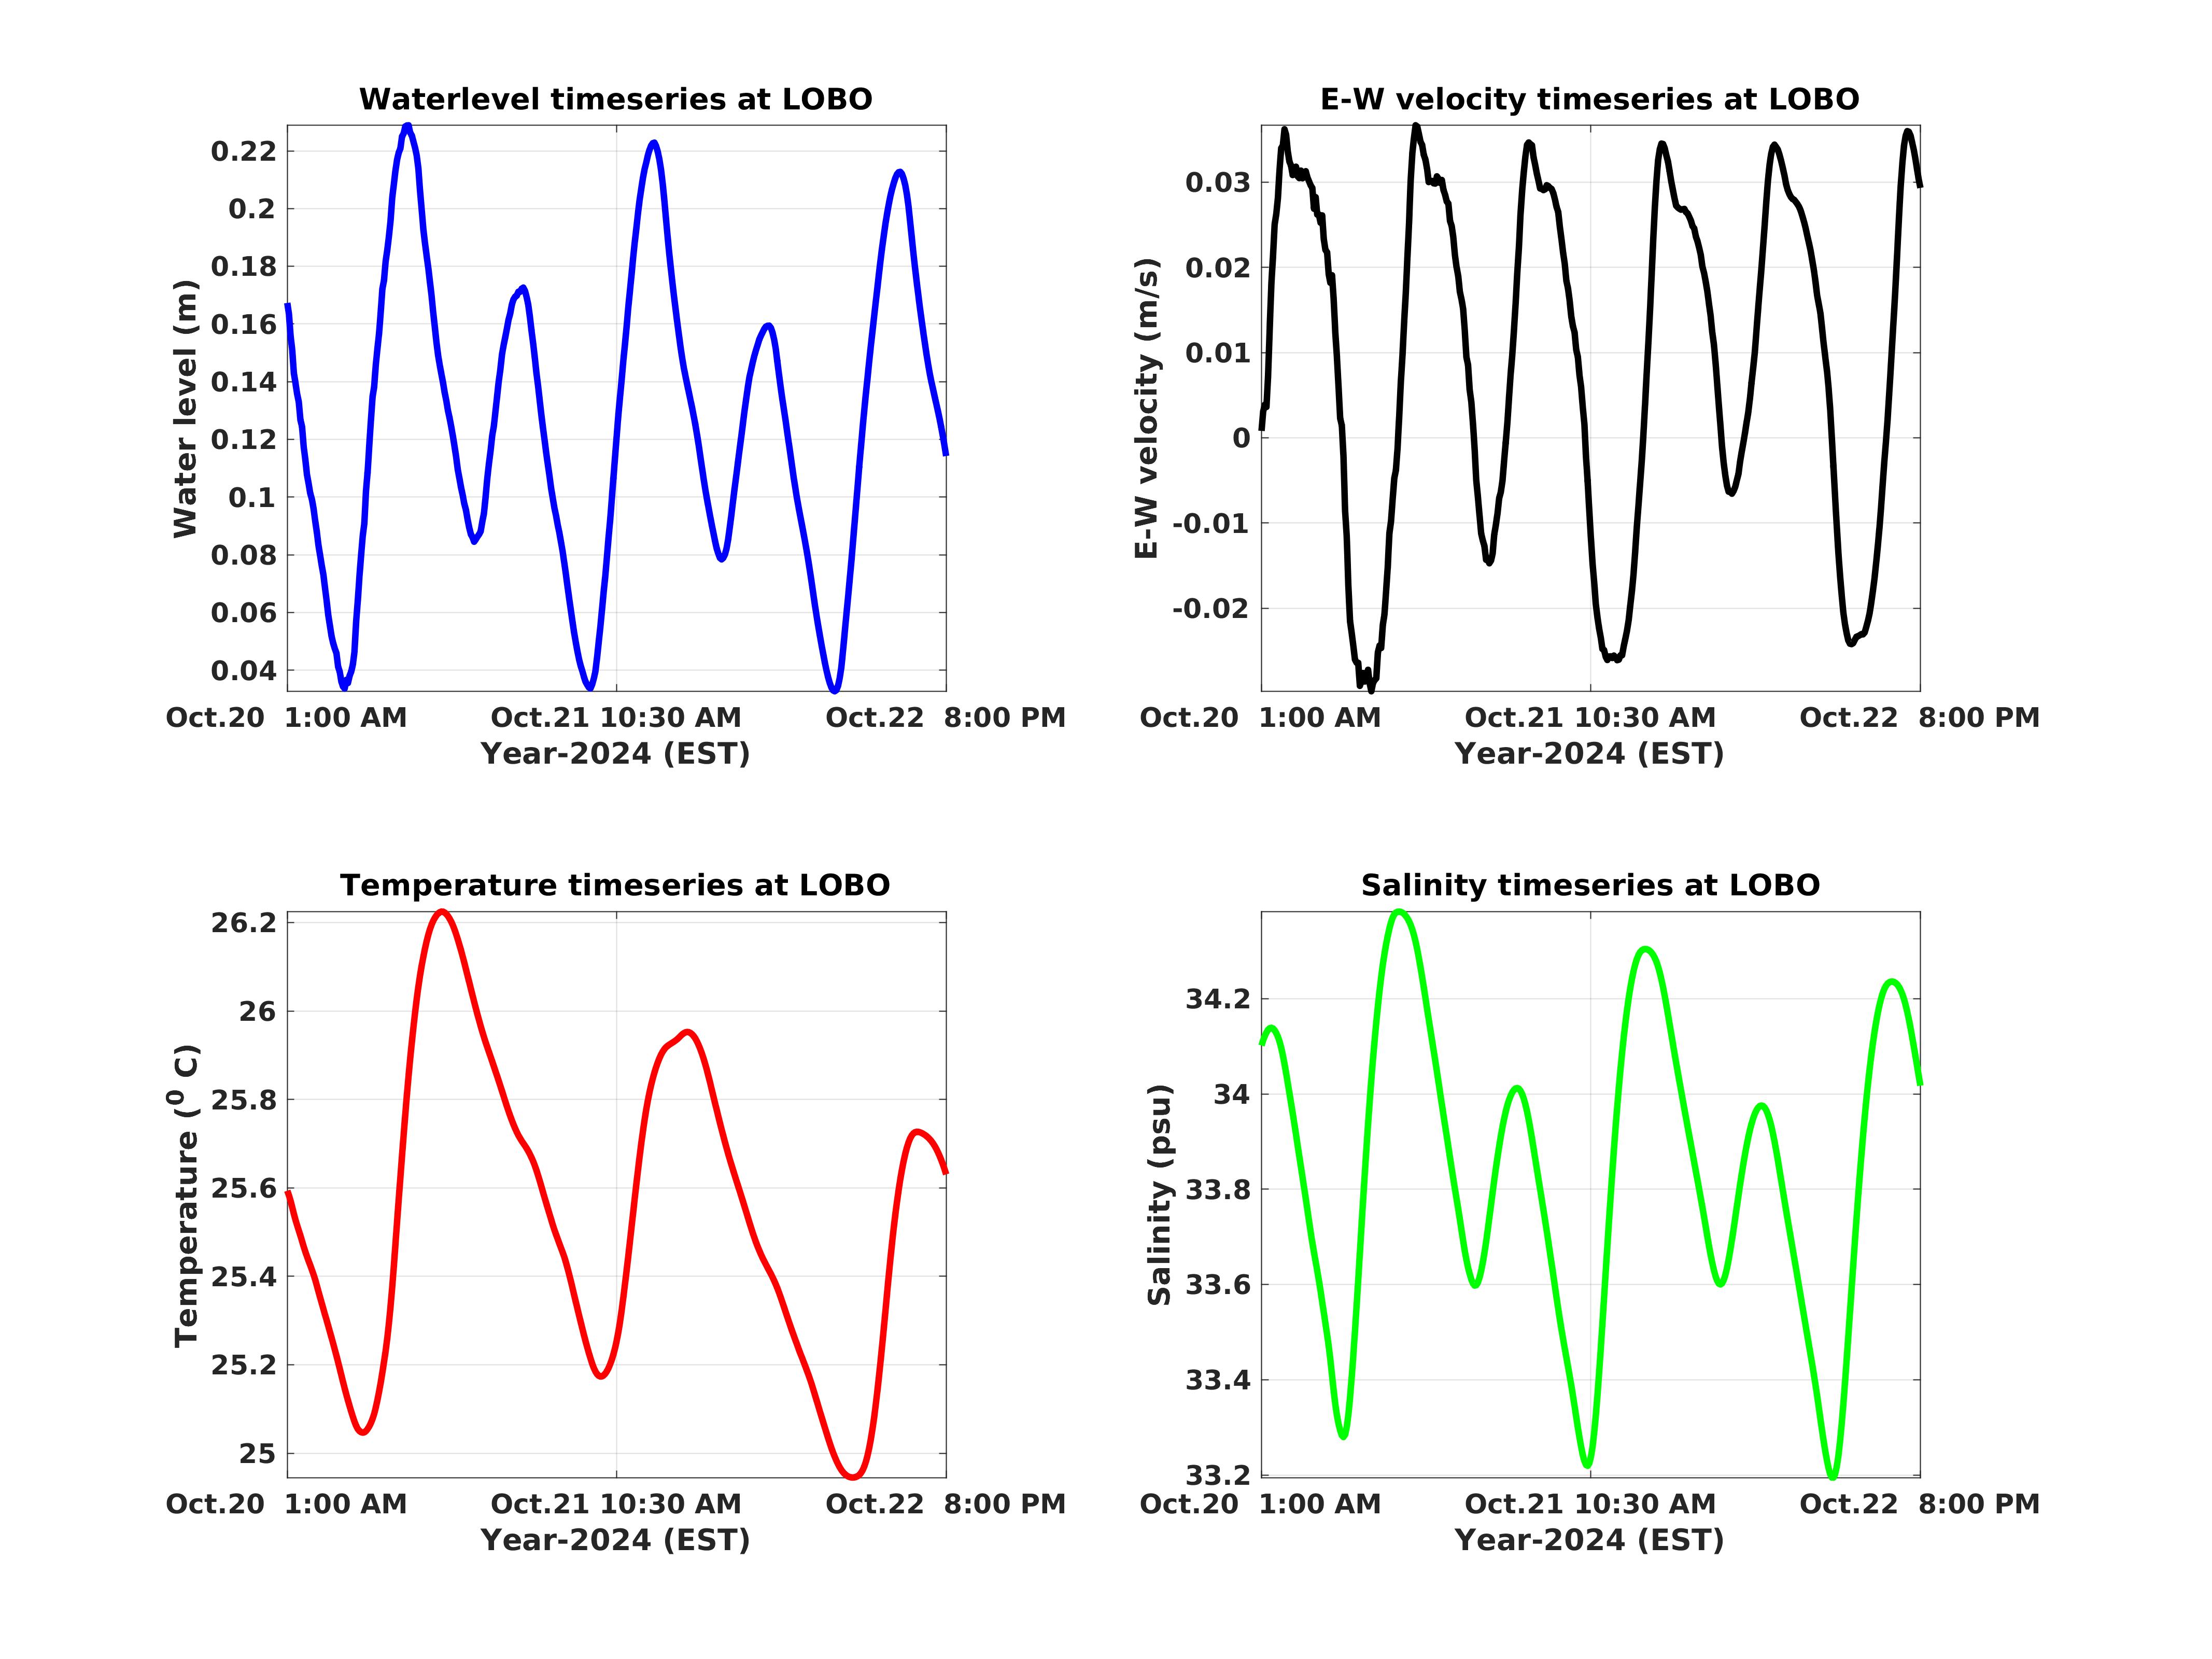 Waterlevel timeseries at LOBO
0.22
0.2
0.18
0.16
0.14
0.12
0.1
0.08
0.06
0.04
Water level (m)
Oct.20 1:00 AM
Oct.21 10:30 AM
Oct.22 8:00 PM
Year-2024 (EST)
E-W velocity timeseries at LOBO
0.03
0.02
0.01
0
-0.01
-0.02
E-W velocity (m/s)
Oct.20 1:00 AM
Oct.21 10:30 AM
Oct.22 8:00 PM
Year-2024 (EST)
Temperature timeseries at LOBO
26.2
26
25.8
25.6
25.4
25.2
25
Temperature (⁰ C)
Oct.20 1:00 AM
Oct.21 10:30 AM
Oct.22 8:00 PM
Year-2024 (EST)
Salinity timeseries at LOBO
34.2
34
33.8
33.6
33.4
33.2
Salinity (psu)
Oct.20 1:00 AM
Oct.21 10:30 AM
Oct.22 8:00 PM
Year-2024 (EST)